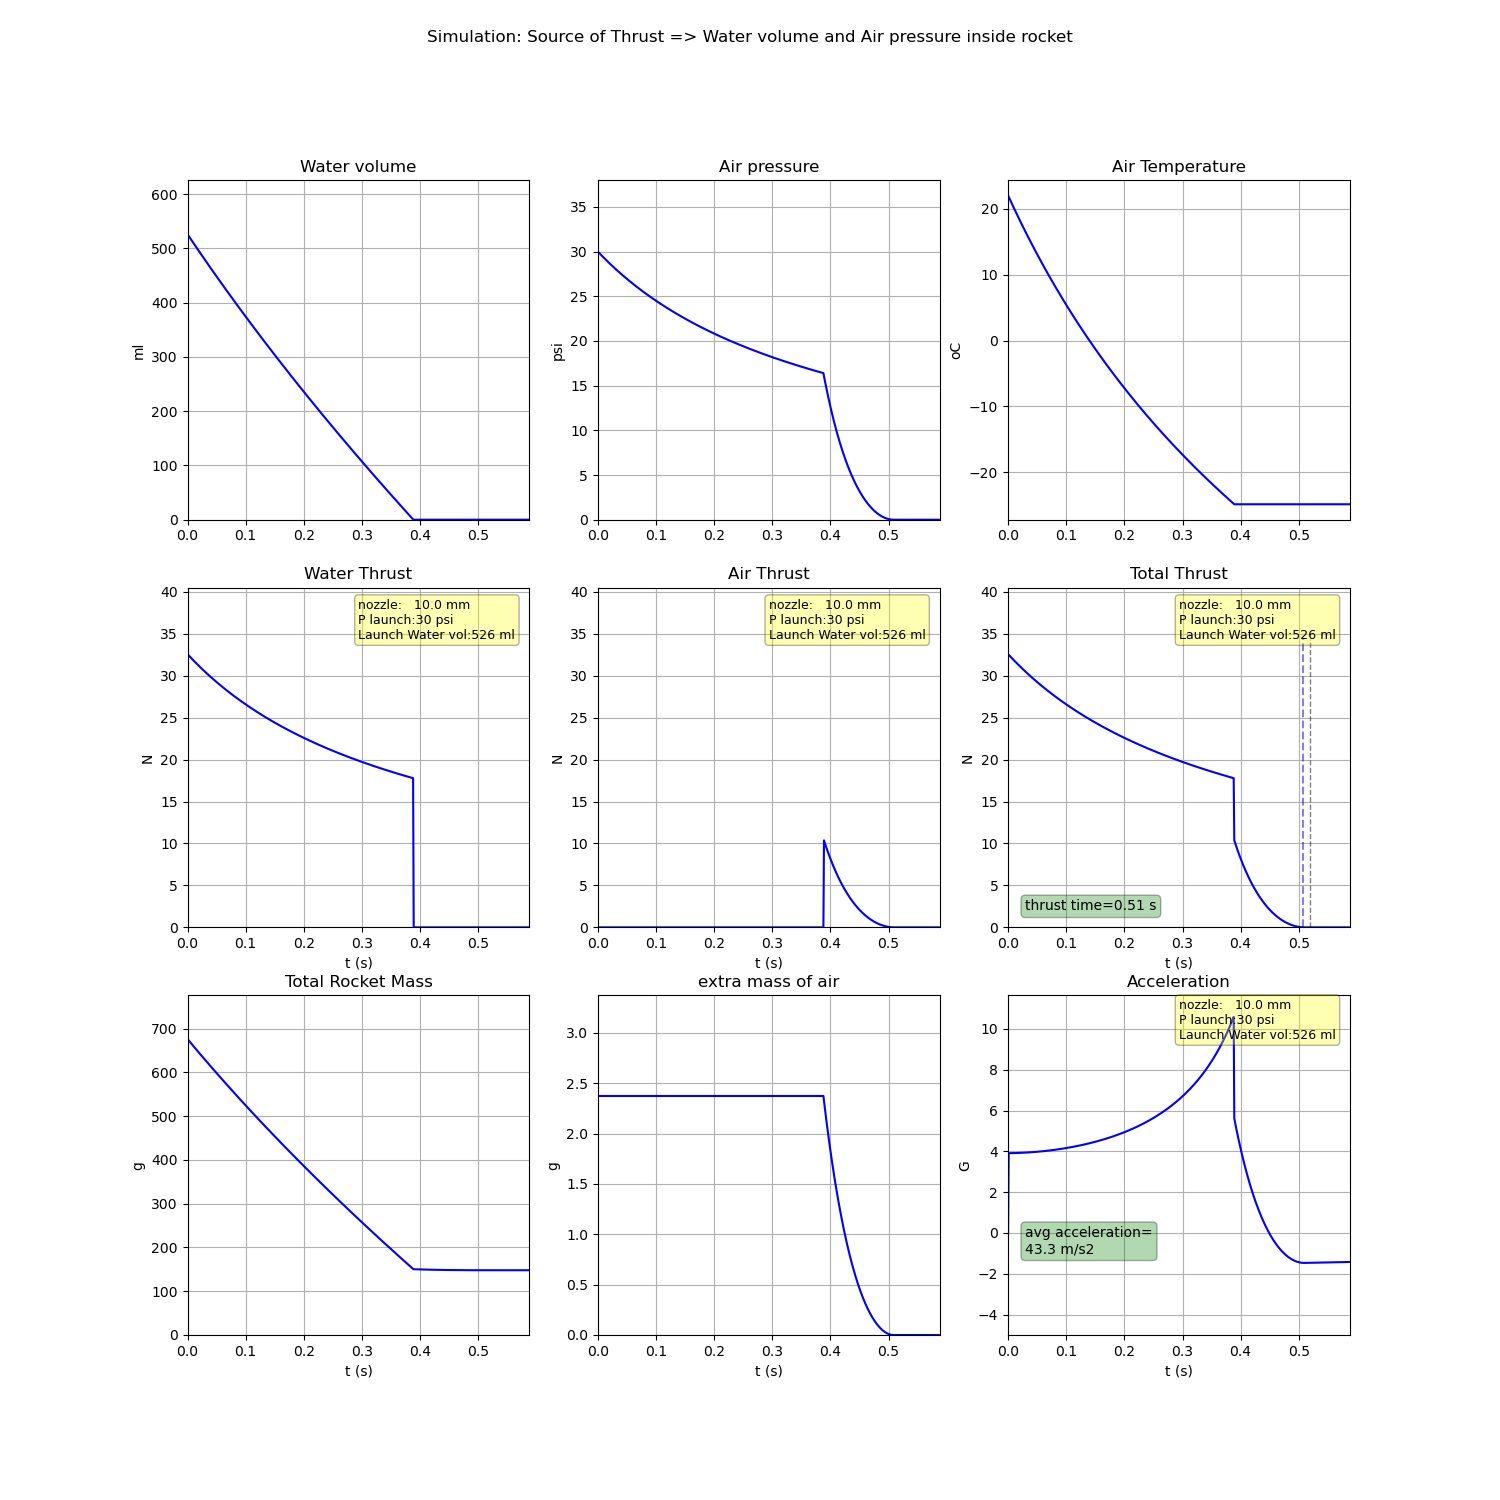 Simulation: Source of Thrust => Water volume and Air pressure inside rocket
Water volume
600
500
400
300
200
100
0
ml
0.0 0.1 0.2 0.3 0.4 0.5
Air pressure
35
30
25
20
15
10
5
0
psi
0.0 0.1 0.2 0.3 0.4 0.5
Air Temperature
20
10
0
−10
−20
oC
0.0 0.1 0.2 0.3 0.4 0.5
Water Thrust
40
35
30
25
20
15
10
5
0
N
nozzle:   10.0 mm
P launch:30 psi
Launch Water vol:526 ml
0.0 0.1 0.2 0.3 0.4 0.5
t (s)
Air Thrust
40
35
30
25
20
15
10
5
0
N
nozzle:   10.0 mm
P launch:30 psi
Launch Water vol:526 ml
0.0 0.1 0.2 0.3 0.4 0.5
t (s)
Total Thrust
40
35
30
25
20
15
10
5
0
N
nozzle:   10.0 mm
P launch:30 psi
Launch Water vol:526 ml
thrust time=0.51 s
0.0 0.1 0.2 0.3 0.4 0.5
t (s)
Total Rocket Mass
700
600
500
400
300
200
100
0
g
0.0 0.1 0.2 0.3 0.4 0.5
t (s)
extra mass of air
3.0
2.5
2.0
1.5
1.0
0.5
0.0
g
0.0 0.1 0.2 0.3 0.4 0.5
t (s)
Acceleration
10
8
6
4
2
0
−2
−4
G
nozzle:   10.0 mm
P launch:30 psi
Launch Water vol:526 ml
avg acceleration=
43.3 m/s2
0.0 0.1 0.2 0.3 0.4 0.5
t (s)